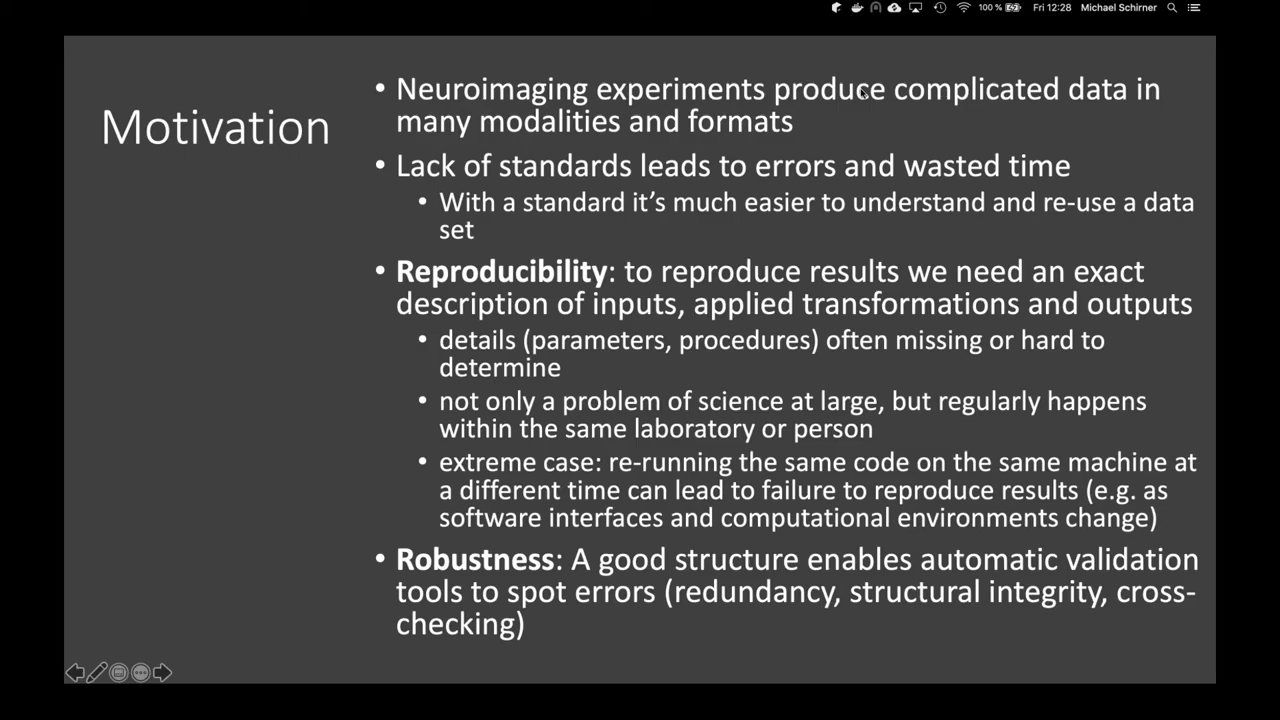 100 % Fri 12:28 Michael Schirner
Motivation
• Neuroimaging experiments produce complicated data in
many modalities and formats
• Lack of standards leads to errors and wasted time
• With a standard it’s much easier to understand and re-use a data
set
• Reproducibility: to reproduce results we need an exact
description of inputs, applied transformations and outputs
• details (parameters, procedures) often missing or hard to
determine
• not only a problem of science at large, but regularly happens
within the same laboratory or person
• extreme case: re-running the same code on the same machine at
a different time can lead to failure to reproduce results (e.g. as
software interfaces and computational environments change)
• Robustness: A good structure enables automatic validation
tools to spot errors (redundancy, structural integrity, cross-
checking)